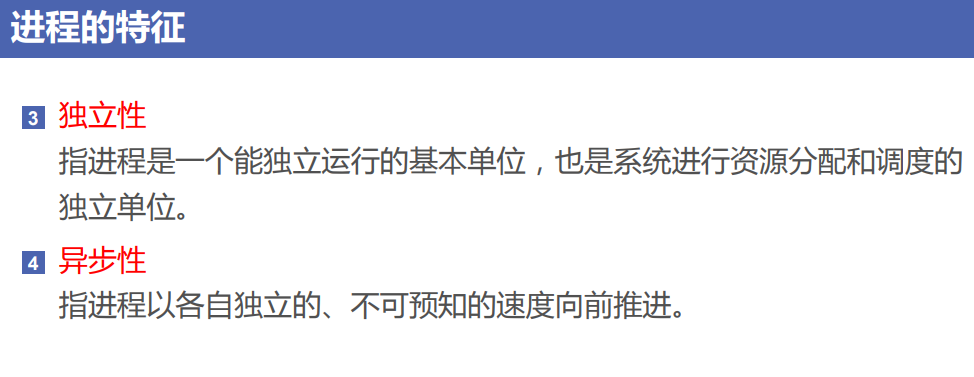 进程的特征
3 独立性
指进程是一个能独立运行的基本单位，也是系统进行资源分配和调度的
独立单位。
4 异步性
指进程以各自独立的、不可预知的速度向前推进。